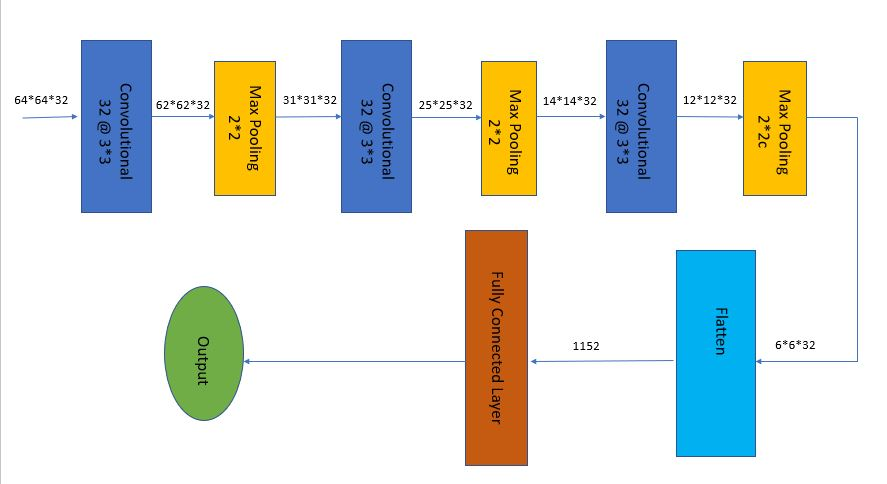 64*64*32
Convolutional
32 @ 3*3
62*62*32
Max Pooling
2*2
31*31*32
Convolutional
32 @ 3*3
25*25*32
Max Pooling
2*2
14*14*32
Convolutional
32 @ 3*3
12*12*32
Max Pooling
2*2c
6*6*32
Flatten
1152
Fully Connected Layer
Output